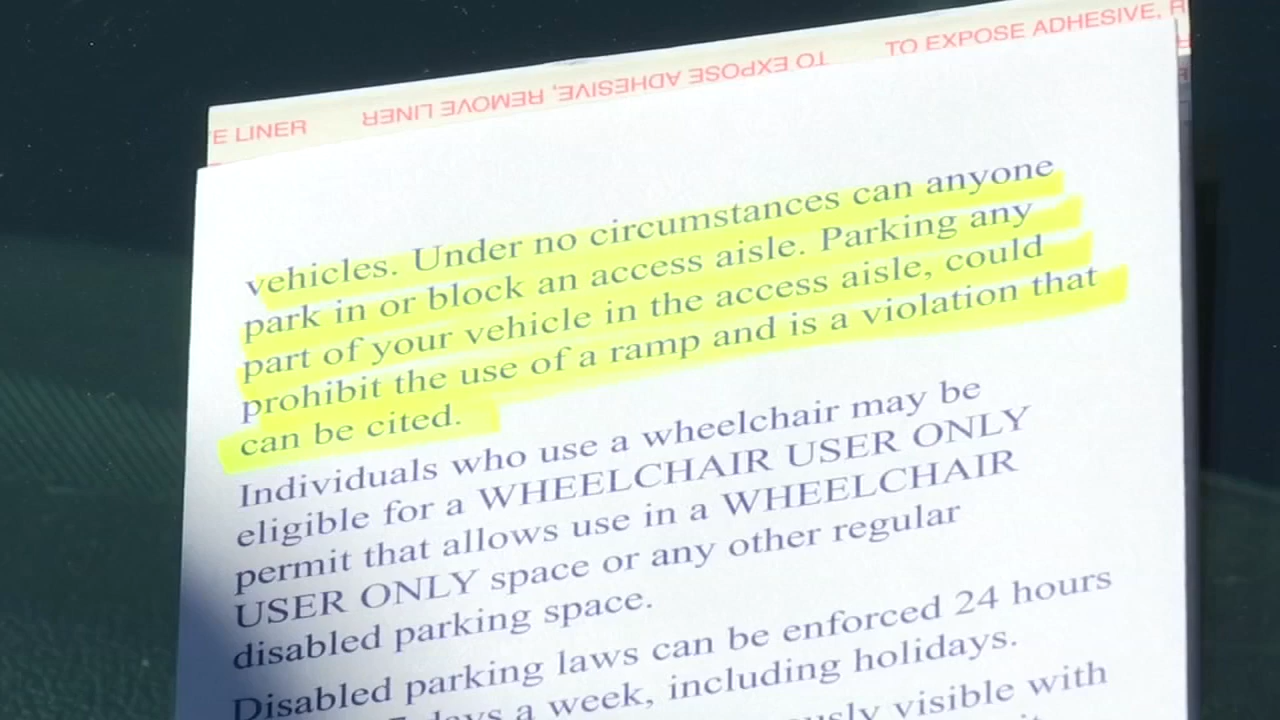 TO EXPOSE ADHESIVE, R
E LINER REMOVE LINER TO EXPOSE ADHESIVE,
vehicles. Under no circumstances can anyone
park in or block an access aisle. Parking any
part of your vehicle in the access aisle, could
prohibit the use of a ramp and is a violation that
can be cited.
Individuals who use a wheelchair may be
eligible for a WHEELCHAIR USER ONLY
permit that allows use in a WHEELCHAIR
USER ONLY space or any other regular
disabled parking space.
Disabled parking laws can be enforced 24 hours
7 days a week, including holidays.
visible with